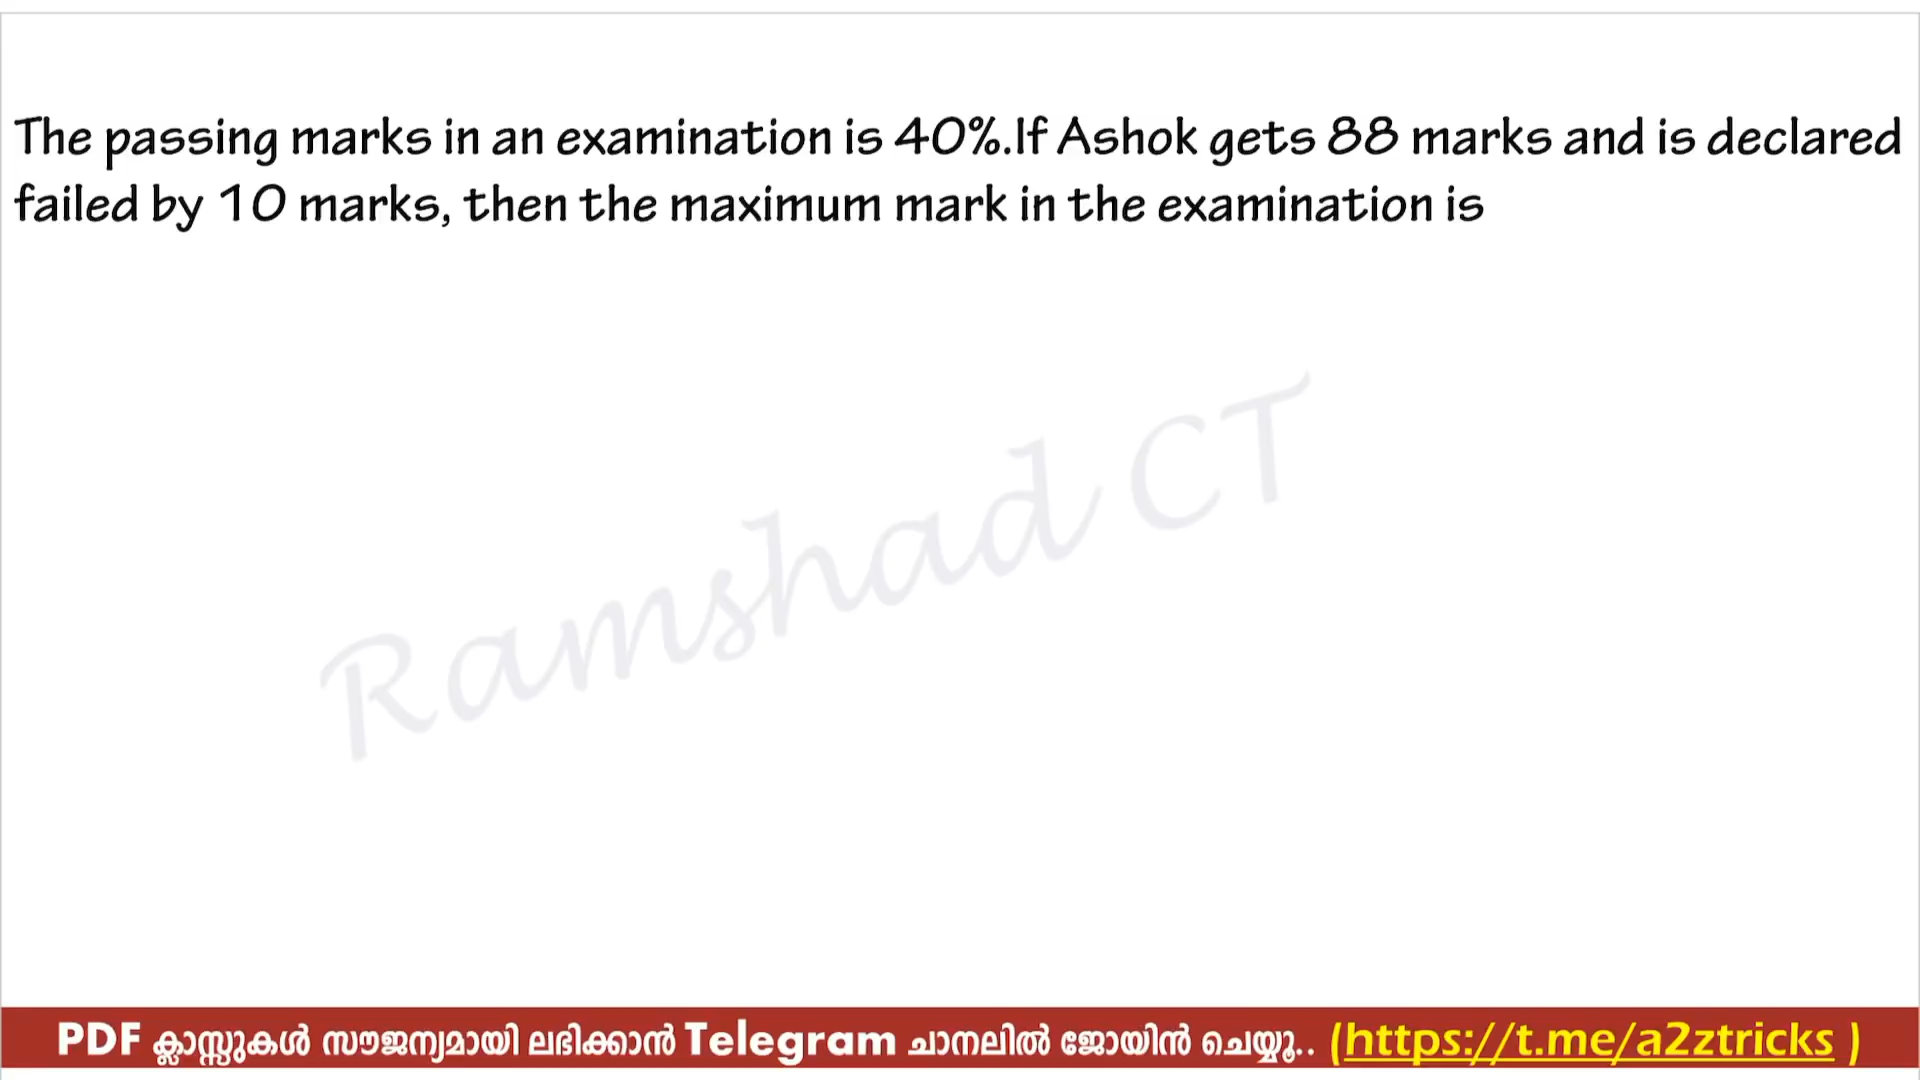 The passing marks in an examination is 40%.If Ashok gets 88 marks and is declared
failed by 10 marks, then the maximum mark in the examination is
Ramshad CT
PDF ക്ലാസ്സുകൾ സൗജന്യമായി ലഭിക്കാൻ Telegram ചാനലിൽ ജോയിൻ ചെയ്യൂ.. (https://t.me/a2ztricks )